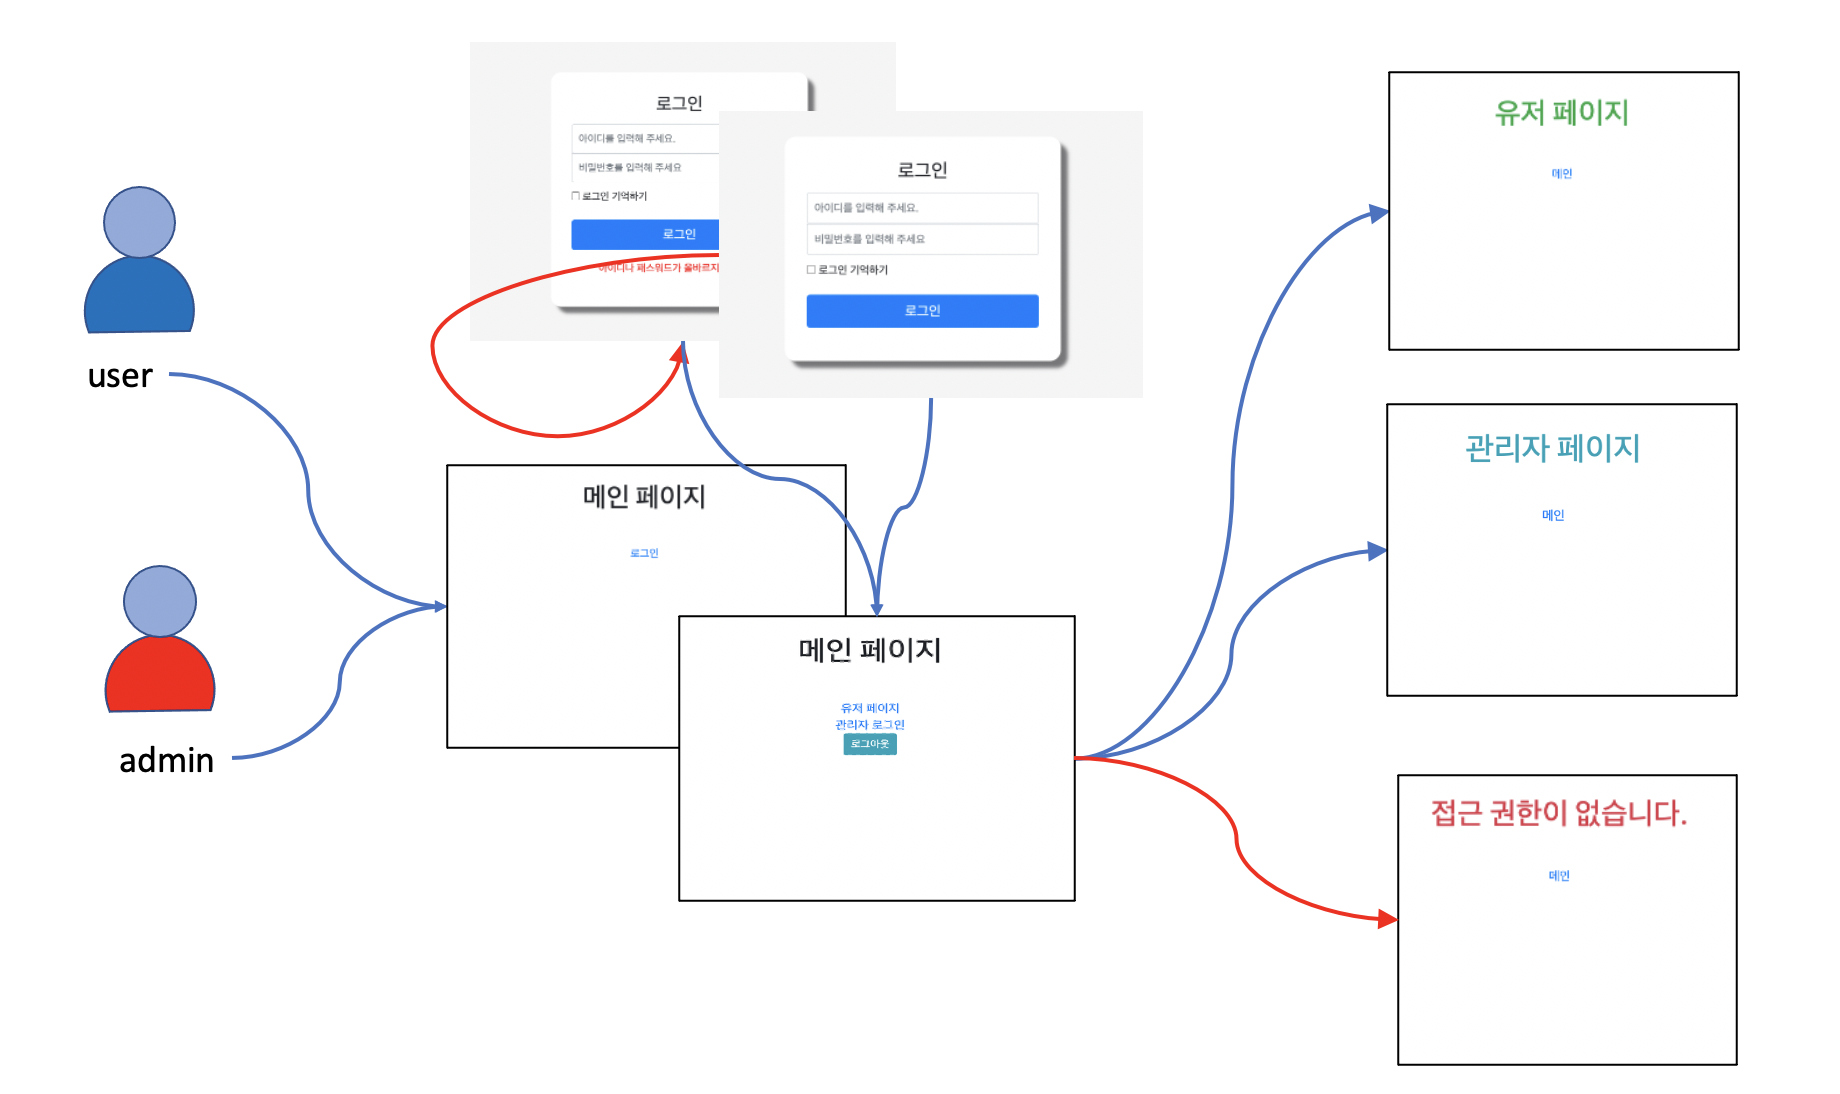 로그인
아이디를 입력해 주세요.
비밀번호를 입력해 주세요
로그인 기억하기
로그인
아이디나 패스워드가 올바르지
로그인
아이디를 입력해 주세요.
비밀번호를 입력해 주세요
로그인 기억하기
로그인
user
admin
메인 페이지
로그인
메인 페이지
유저 페이지
관리자 로그인
로그아웃
유저 페이지
메인
관리자 페이지
메인
접근 권한이 없습니다.
메인